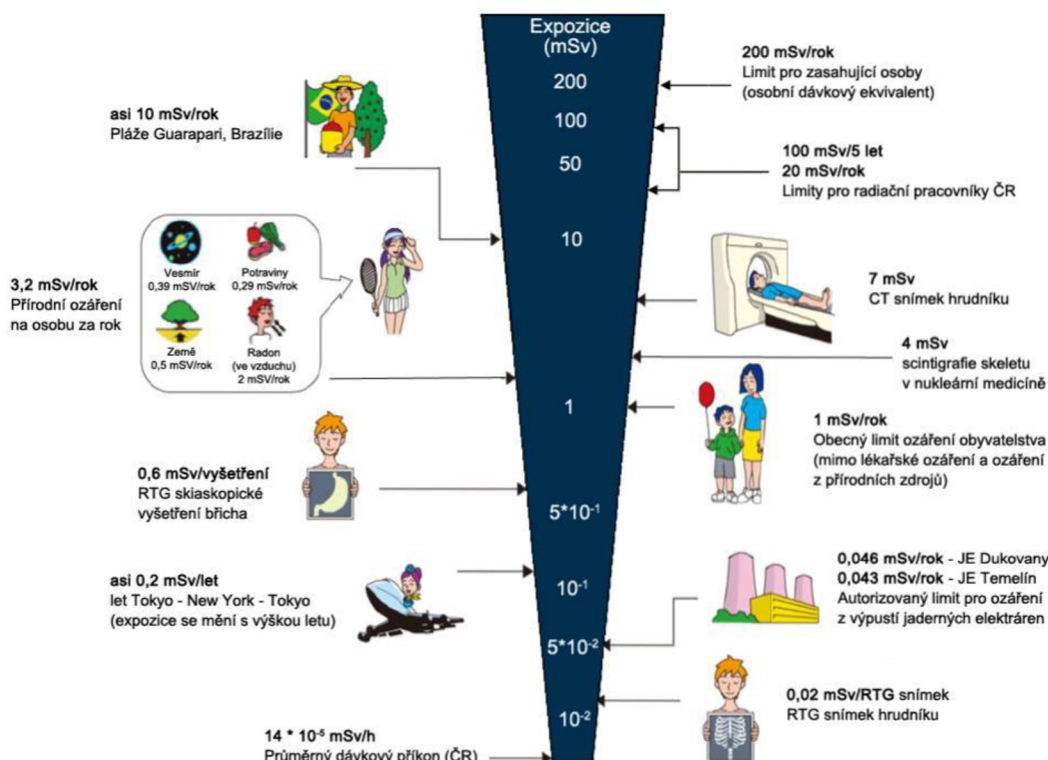 Expozice
(mSv)
200
100
50
10
1
5*10⁻¹
10⁻¹
5*10⁻²
10⁻²
asi 10 mSv/rok
Pláže Guarapari, Brazílie
3,2 mSv/rok
Přírodní ozáření
na osobu za rok
Vesmír
0,39 mSV/rok
Potraviny
0,29 mSV/rok
Země
0,5 mSV/rok
Radon
(ve vzduchu)
2 mSV/rok
0,6 mSv/vyšetření
RTG skiaskopické
vyšetření břicha
asi 0,2 mSv/let
let Tokyo - New York - Tokyo
(expozice se mění s výškou letu)
14 * 10⁻⁵ mSv/h
Průměrný dávkový příkon (ČR)
200 mSv/rok
Limit pro zasahující osoby
(osobní dávkový ekvivalent)
100 mSv/5 let
20 mSv/rok
Limity pro radiační pracovníky ČR
7 mSv
CT snímek hrudníku
4 mSv
scintigrafie skeletu
v nukleární medicíně
1 mSv/rok
Obecný limit ozáření obyvatelstva
(mimo lékařské ozáření a ozáření
z přírodních zdrojů)
0,046 mSv/rok - JE Dukovany
0,043 mSv/rok - JE Temelín
Autorizovaný limit pro ozáření
z výpustí jaderných elektráren
0,02 mSv/RTG snímek
RTG snímek hrudníku